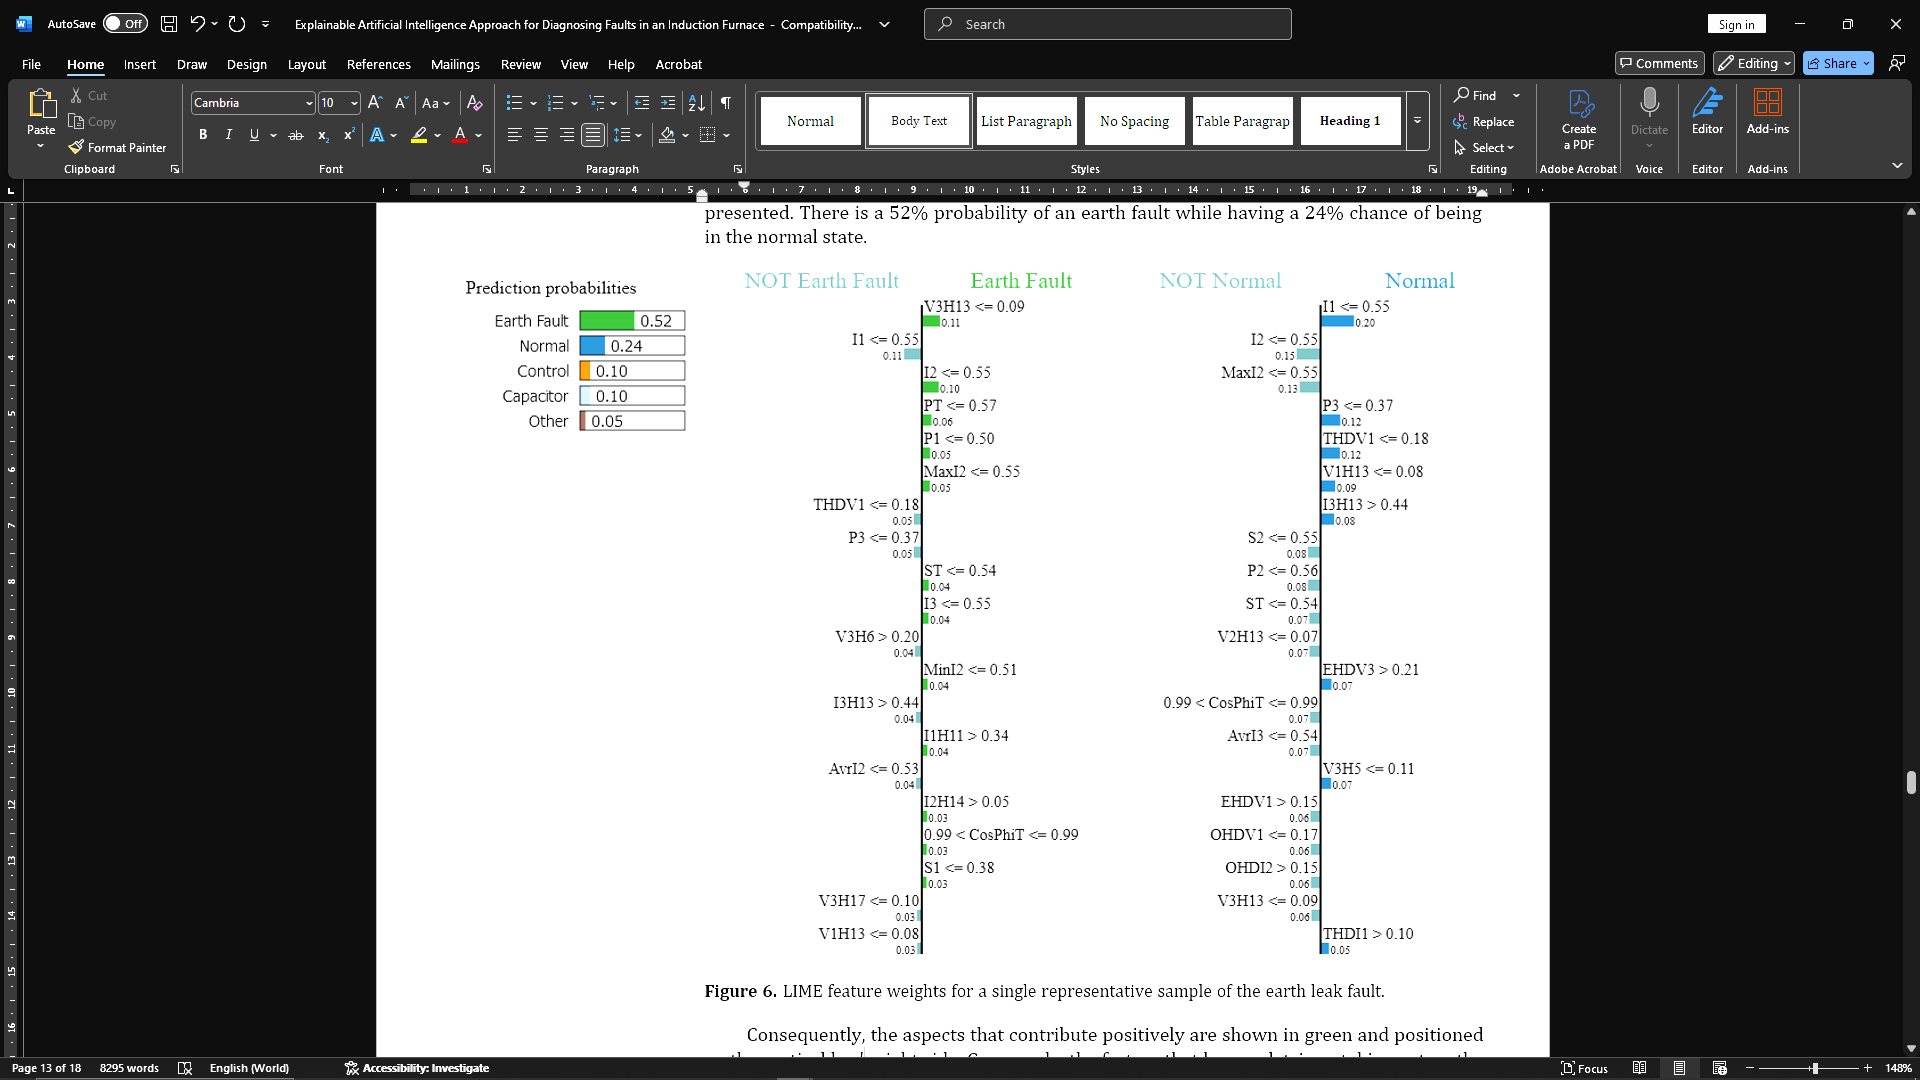 AutoSave Off
Explainable Artificial Intelligence Approach for Diagnosing Faults in an Induction Furnace - Compatibility...
Search
Sign in
File Home Insert Draw Design Layout References Mailings Review View Help Acrobat
Comments Editing Share
Paste
Cut
Copy
Format Painter
Clipboard
Cambria 10
Font
Paragraph
Normal
Body Text
List Paragraph
No Spacing
Table Paragrap
Heading 1
Styles
Find
Replace
Select
Editing
Create a PDF
Adobe Acrobat
Dictate
Voice
Editor
Editor
Add-ins
Add-ins
presented. There is a 52% probability of an earth fault while having a 24% chance of being
in the normal state.
Prediction probabilities
Earth Fault 0.52
Normal 0.24
Control 0.10
Capacitor 0.10
Other 0.05
NOT Earth Fault Earth Fault
V3H13 <= 0.09
0.11
I1 <= 0.55
0.11
I2 <= 0.55
0.10
PT <= 0.57
0.06
P1 <= 0.50
0.05
MaxI2 <= 0.55
0.05
THDV1 <= 0.18
0.05
P3 <= 0.37
0.05
ST <= 0.54
0.04
I3 <= 0.55
0.04
V3H6 > 0.20
0.04
MinI2 <= 0.51
0.04
I3H13 > 0.44
0.04
I1H11 > 0.34
0.04
AvrI2 <= 0.53
0.04
I2H14 > 0.05
0.03
0.99 < CosPhiT <= 0.99
0.03
S1 <= 0.38
0.03
V3H17 <= 0.10
0.03
V1H13 <= 0.08
0.03
NOT Normal Normal
I1 <= 0.55
0.20
I2 <= 0.55
0.15
MaxI2 <= 0.55
0.13
P3 <= 0.37
0.12
THDV1 <= 0.18
0.12
V1H13 <= 0.08
0.09
I3H13 > 0.44
0.08
S2 <= 0.55
0.08
P2 <= 0.56
0.08
ST <= 0.54
0.07
V2H13 <= 0.07
0.07
EHDV3 > 0.21
0.07
0.99 < CosPhiT <= 0.99
0.07
AvrI3 <= 0.54
0.07
V3H5 <= 0.11
0.07
EHDV1 > 0.15
0.06
OHDV1 <= 0.17
0.06
OHDI2 > 0.15
0.06
V3H13 <= 0.09
0.06
THDI1 > 0.10
0.05
Figure 6. LIME feature weights for a single representative sample of the earth leak fault.
Consequently, the aspects that contribute positively are shown in green and positioned
Page 13 of 18 8295 words English (World) Accessibility: Investigate Focus 148%